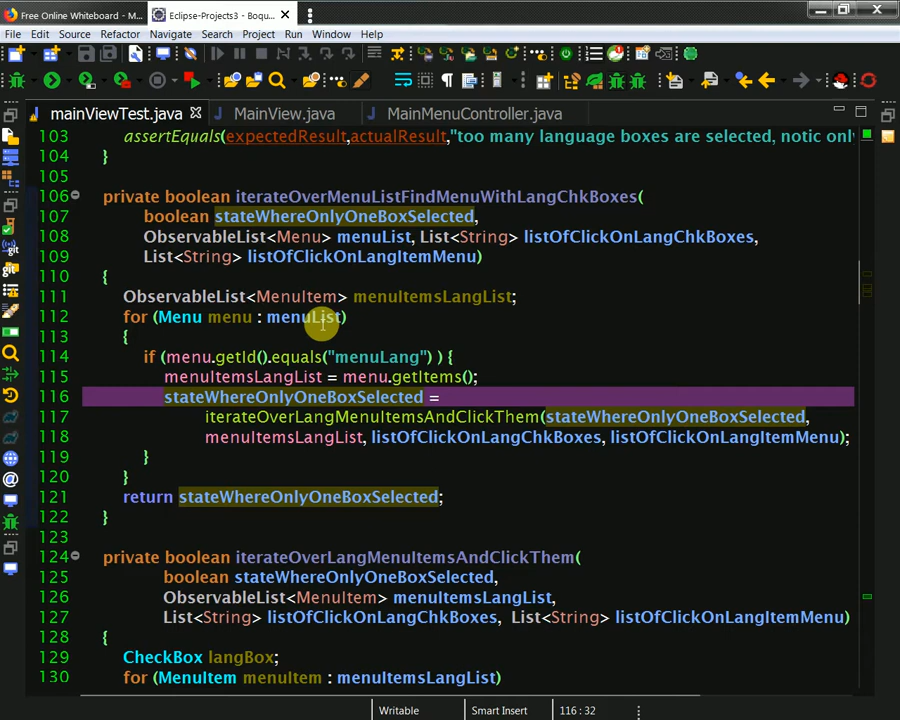 Free Online Whiteboard - M...
Eclipse-Projects3 - Boqu...
File Edit Source Refactor Navigate Search Project Run Window Help
mainViewTest.java MainView.java MainMenuController.java
103 assertEquals(expectedResult,actualResult,"too many language boxes are selected, notic onl
104 }
105
106 private boolean iterateOverMenuListFindMenuWithLangChkBoxes(
107 boolean stateWhereOnlyOneBoxSelected,
108 ObservableList<Menu> menuList, List<String> listOfClickOnLangChkBoxes,
109 List<String> listOfClickOnLangItemMenu)
110 {
111 ObservableList<MenuItem> menuItemsLangList;
112 for (Menu menu : menuList)
113 {
114 if (menu.getId().equals("menuLang") ) {
115 menuItemsLangList = menu.getItems();
116 stateWhereOnlyOneBoxSelected =
117 iterateOverLangMenuItemsAndClickThem(stateWhereOnlyOneBoxSelected,
118 menuItemsLangList, listOfClickOnLangChkBoxes, listOfClickOnLangItemMenu);
119 }
120 }
121 return stateWhereOnlyOneBoxSelected;
122 }
123
124 private boolean iterateOverLangMenuItemsAndClickThem(
125 boolean stateWhereOnlyOneBoxSelected,
126 ObservableList<MenuItem> menuItemsLangList,
127 List<String> listOfClickOnLangChkBoxes, List<String> listOfClickOnLangItemMenu)
128 {
129 CheckBox langBox;
130 for (MenuItem menuItem : menuItemsLangList)
Writable Smart Insert 116 : 32